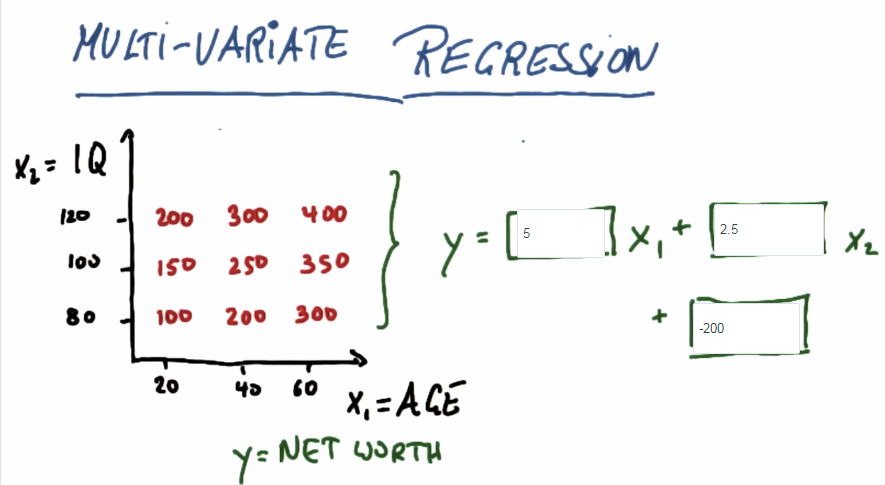 MULTI-VARIATE REGRESSION
x₂ = IQ
120 200 300 400
100 150 250 350
80 100 200 300
y = [5] x₁ + [2.5] x₂
+ [-200]
20 40 60
x₁ = AGE
y = NET WORTH